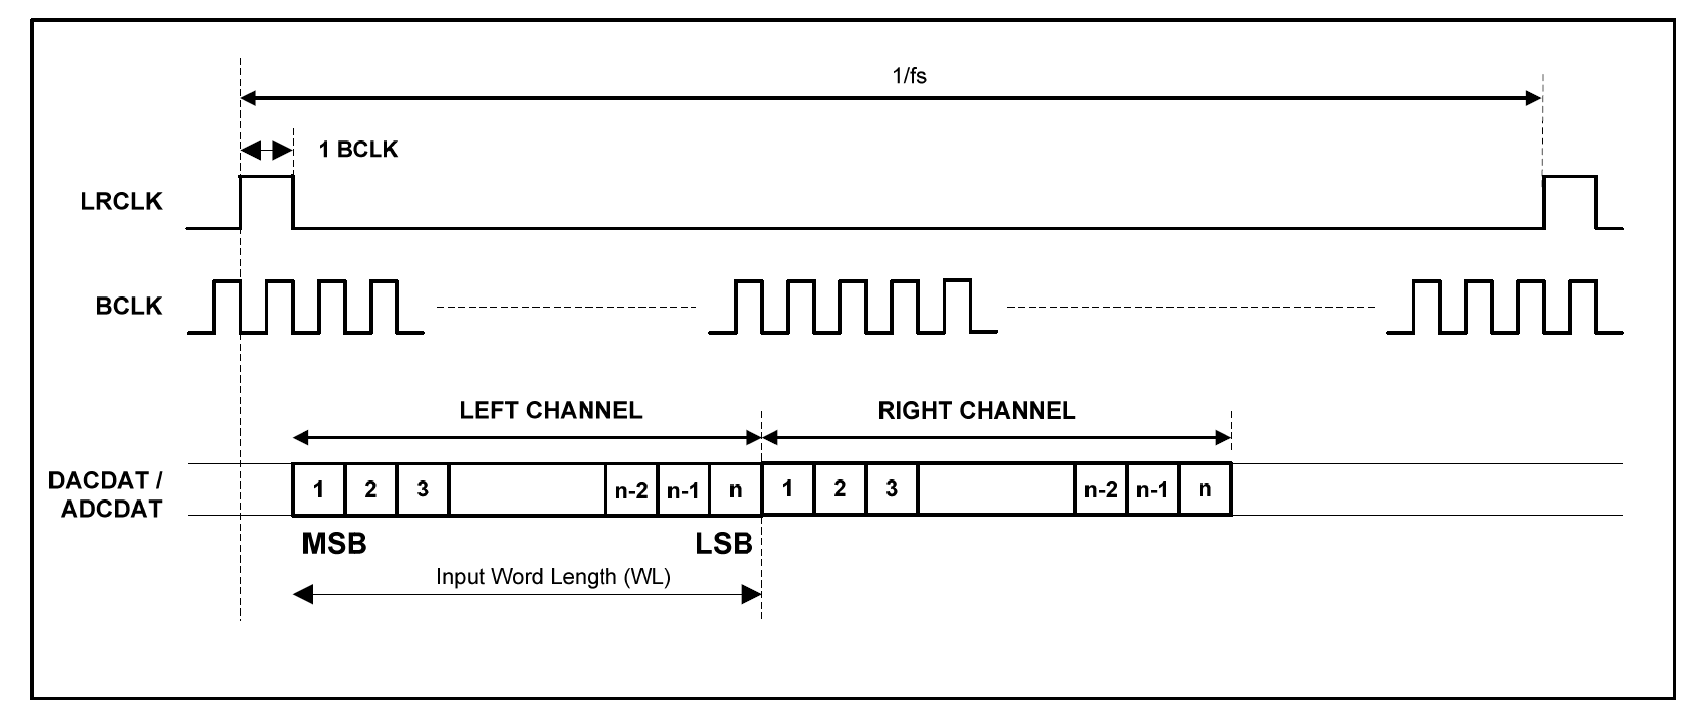 1/fs
1 BCLK
LRCLK
BCLK
LEFT CHANNEL RIGHT CHANNEL
DACDAT /
ADCDAT
1 2 3 n-2 n-1 n 1 2 3 n-2 n-1 n
MSB LSB
Input Word Length (WL)